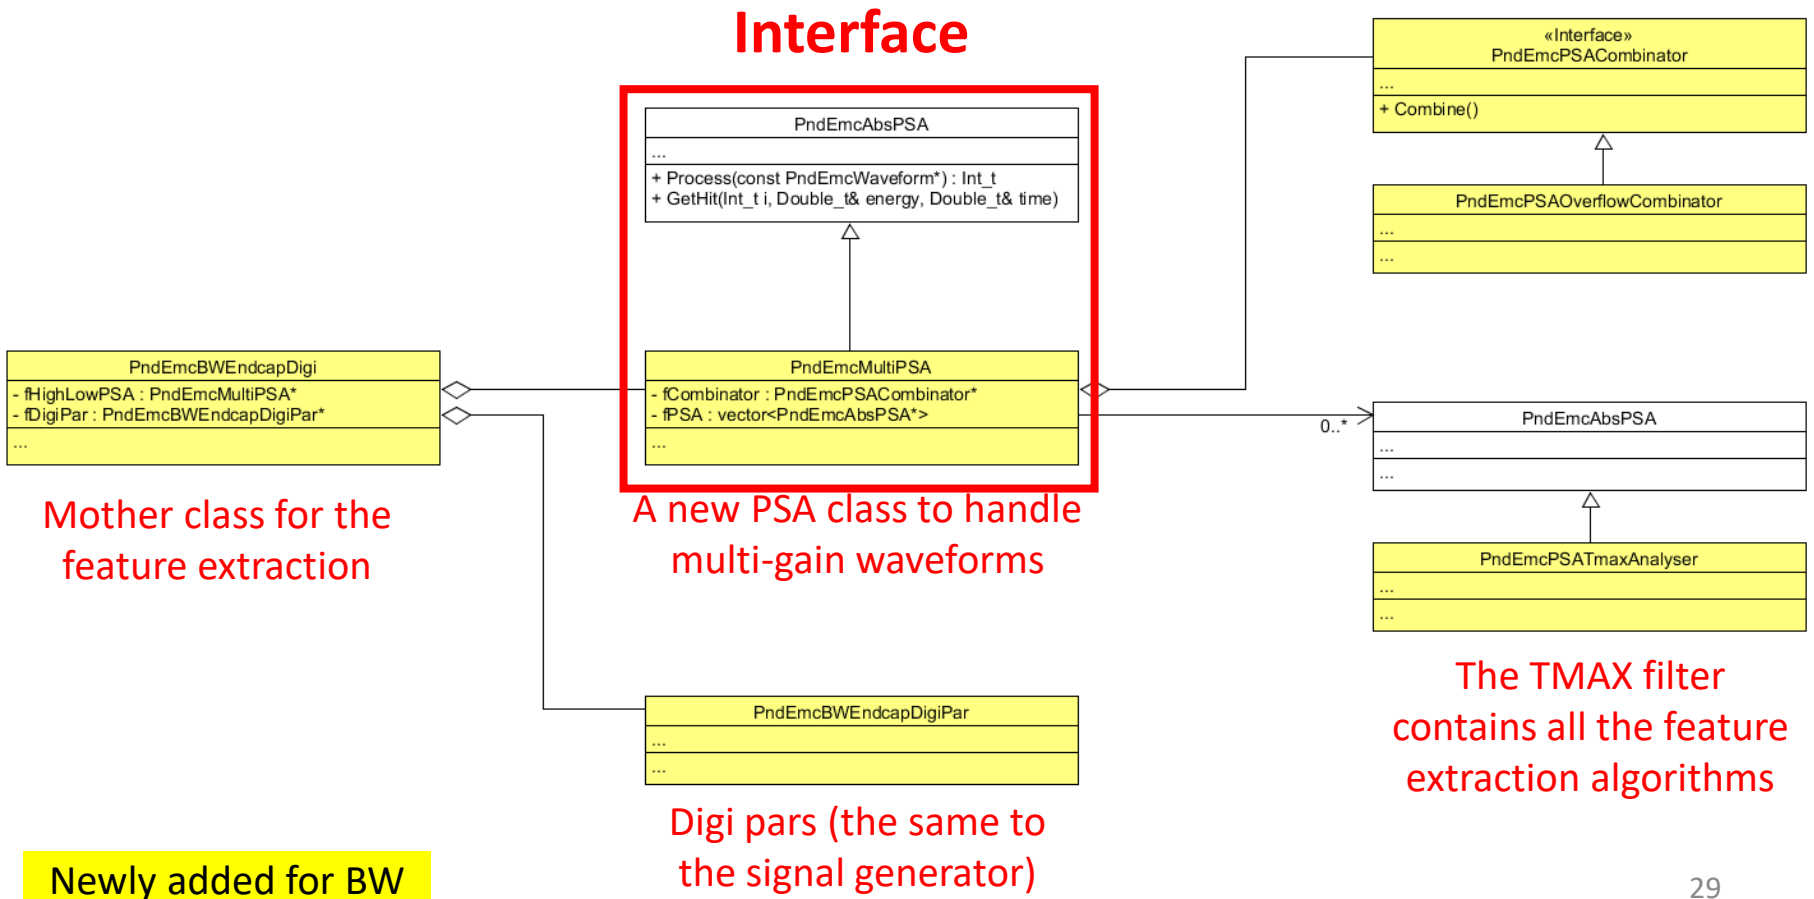 Interface
«Interface»
PndEmcPSACombinator
...
+ Combine()
PndEmcAbsPSA
...
+ Process(const PndEmcWaveform*) : Int_t
+ GetHit(Int_t i, Double_t& energy, Double_t& time)
PndEmcPSAOverflowCombinator
...
...
PndEmcBWEndcapDigi
- fHighLowPSA : PndEmcMultiPSA*
- fDigiPar : PndEmcBWEndcapDigiPar*
...
PndEmcMultiPSA
- fCombinator : PndEmcPSACombinator*
- fPSA : vector<PndEmcAbsPSA*>
...
0..*
PndEmcAbsPSA
...
...
Mother class for the
feature extraction
A new PSA class to handle
multi-gain waveforms
PndEmcPSATmaxAnalyser
...
...
The TMAX filter
contains all the feature
extraction algorithms
PndEmcBWEndcapDigiPar
...
...
Digi pars (the same to
the signal generator)
Newly added for BW
29